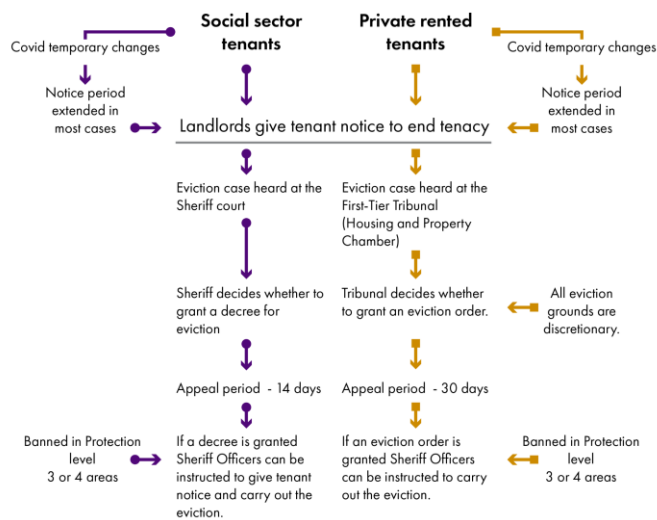 Social sector
tenants
Private rented
tenants
Covid temporary changes
Covid temporary changes
Notice period
extended in
most cases
Notice period
extended in
most cases
Landlords give tenant notice to end tenacy
Eviction case heard at the
Sheriff court
Eviction case heard at the
First-Tier Tribunal
(Housing and Property
Chamber)
Sheriff decides whether to
grant a decree for
eviction
Tribunal decides whether
to grant an eviction order.
All eviction
grounds are
discretionary.
Appeal period - 14 days
Appeal period - 30 days
Banned in Protection
level
3 or 4 areas
If a decree is granted
Sheriff Officers can be
instructed to give tenant
notice and carry out the
eviction.
If an eviction order is
granted Sheriff Officers
can be instructed to carry
out the eviction.
Banned in Protection
level
3 or 4 areas